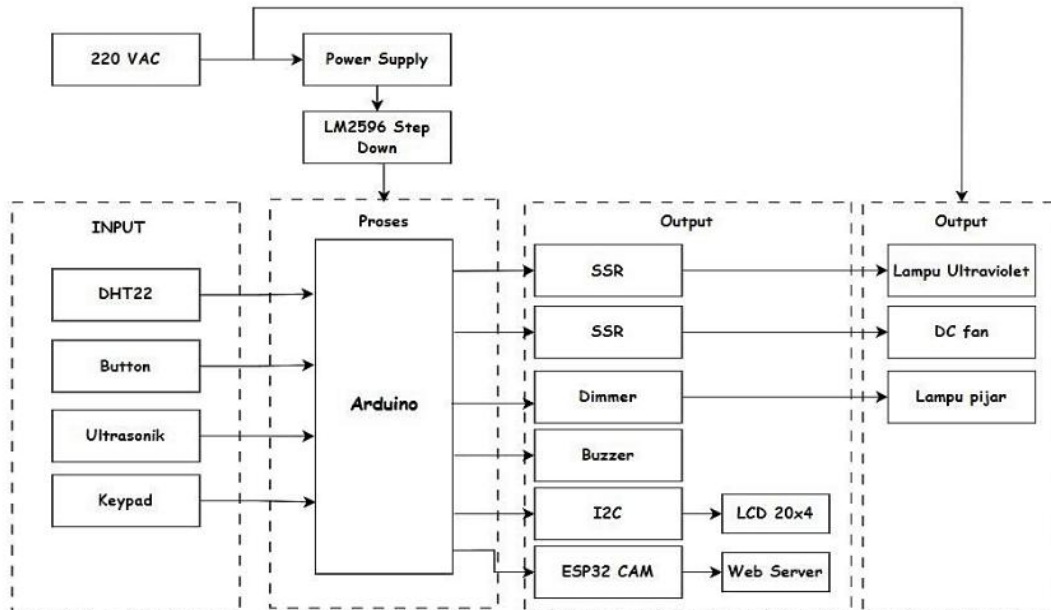 220 VAC
Power Supply
LM2596 Step
Down
INPUT
Proses
Output
Output
DHT22
Button
Ultrasonik
Keypad
Arduino
SSR
SSR
Dimmer
Buzzer
I2C
ESP32 CAM
LCD 20x4
Web Server
Lampu Ultraviolet
DC fan
Lampu pijar